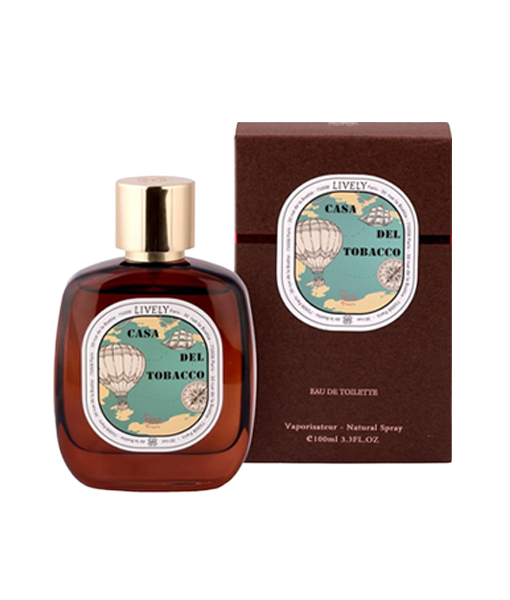 LIVELY
CASA
DEL
TOBACCO
EAU DE TOILETTE
Vaporisateur - Natural Spray
℮100ml 3.3FL.OZ
LIVELY
CASA
DEL
TOBACCO